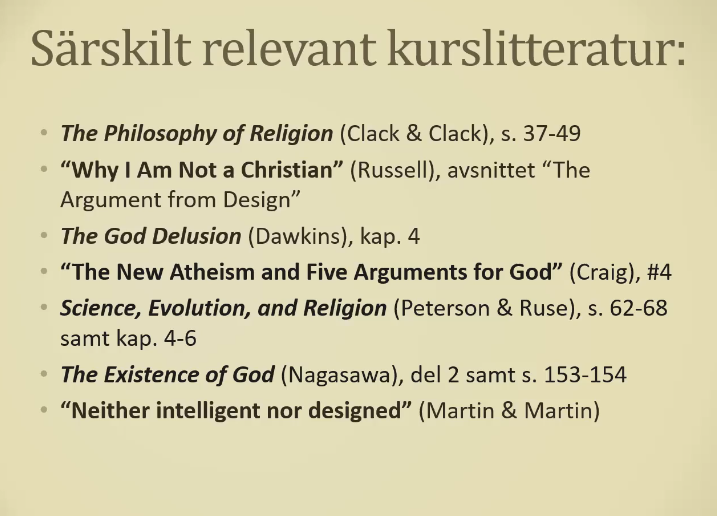 Särskilt relevant kurslitteratur:
• The Philosophy of Religion (Clack & Clack), s. 37-49
• “Why I Am Not a Christian” (Russell), avsnittet “The
Argument from Design”
• The God Delusion (Dawkins), kap. 4
• “The New Atheism and Five Arguments for God” (Craig), #4
• Science, Evolution, and Religion (Peterson & Ruse), s. 62-68
samt kap. 4-6
• The Existence of God (Nagasawa), del 2 samt s. 153-154
• “Neither intelligent nor designed” (Martin & Martin)